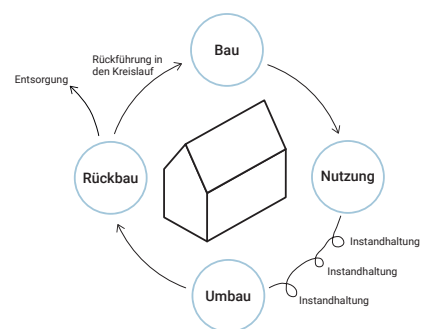 Bau
Rückführung in
den Kreislauf
Entsorgung
Rückbau
Nutzung
Instandhaltung
Instandhaltung
Instandhaltung
Umbau